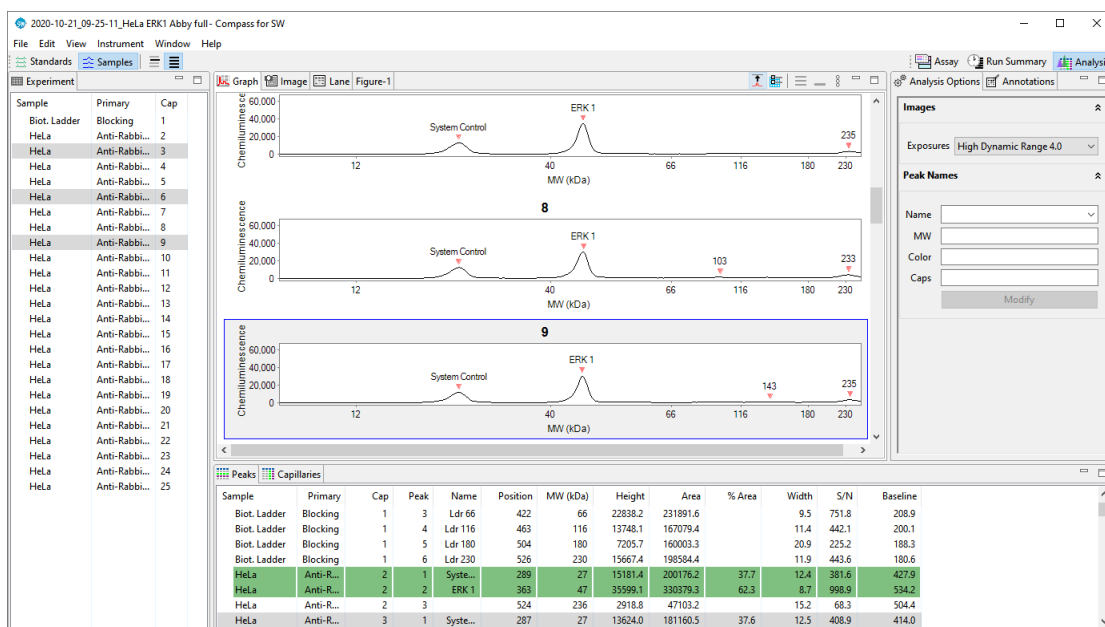 2020-10-21_09-25-11_HeLa ERK1 Abby full - Compass for SW
File Edit View Instrument Window Help
Standards Samples Assay Run Summary Analysis
Experiment
Sample Primary Cap
Biot. Ladder Blocking 1
HeLa Anti-Rabbi... 2
HeLa Anti-Rabbi... 3
HeLa Anti-Rabbi... 4
HeLa Anti-Rabbi... 5
HeLa Anti-Rabbi... 6
HeLa Anti-Rabbi... 7
HeLa Anti-Rabbi... 8
HeLa Anti-Rabbi... 9
HeLa Anti-Rabbi... 10
HeLa Anti-Rabbi... 11
HeLa Anti-Rabbi... 12
HeLa Anti-Rabbi... 13
HeLa Anti-Rabbi... 14
HeLa Anti-Rabbi... 15
HeLa Anti-Rabbi... 16
HeLa Anti-Rabbi... 17
HeLa Anti-Rabbi... 18
HeLa Anti-Rabbi... 19
HeLa Anti-Rabbi... 20
HeLa Anti-Rabbi... 21
HeLa Anti-Rabbi... 22
HeLa Anti-Rabbi... 23
HeLa Anti-Rabbi... 24
HeLa Anti-Rabbi... 25
Graph Image Lane Figure-1
Chemiluminescence
60,000
40,000
20,000
0
System Control ERK 1 235
12 40 66 116 180 230
MW (kDa)
8
Chemiluminescence
60,000
40,000
20,000
0
System Control ERK 1 103 233
12 40 66 116 180 230
MW (kDa)
9
Chemiluminescence
60,000
40,000
20,000
0
System Control ERK 1 143 235
12 40 66 116 180 230
MW (kDa)
Analysis Options Annotations
Images
Exposures High Dynamic Range 4.0
Peak Names
Name
MW
Color
Caps
Modify
Peaks Capillaries
Sample Primary Cap Peak Name Position MW (kDa) Height Area % Area Width S/N Baseline
Biot. Ladder Blocking 1 3 Ldr 66 422 66 22838.2 231891.6 9.5 751.8 208.9
Biot. Ladder Blocking 1 4 Ldr 116 463 116 13748.1 167079.4 11.4 442.1 200.1
Biot. Ladder Blocking 1 5 Ldr 180 504 180 7205.7 160003.3 20.9 225.2 188.3
Biot. Ladder Blocking 1 6 Ldr 230 526 230 15667.4 198584.4 11.9 443.6 180.6
HeLa Anti-R... 2 1 Syste... 289 27 15181.4 200176.2 37.7 12.4 381.6 427.9
HeLa Anti-R... 2 2 ERK 1 363 47 35599.1 330379.3 62.3 8.7 998.9 534.2
HeLa Anti-R... 2 3 524 236 2918.8 47103.2 15.2 68.3 504.4
HeLa Anti-R... 3 1 Syste... 287 27 13624.0 181160.5 37.6 12.5 408.9 414.0